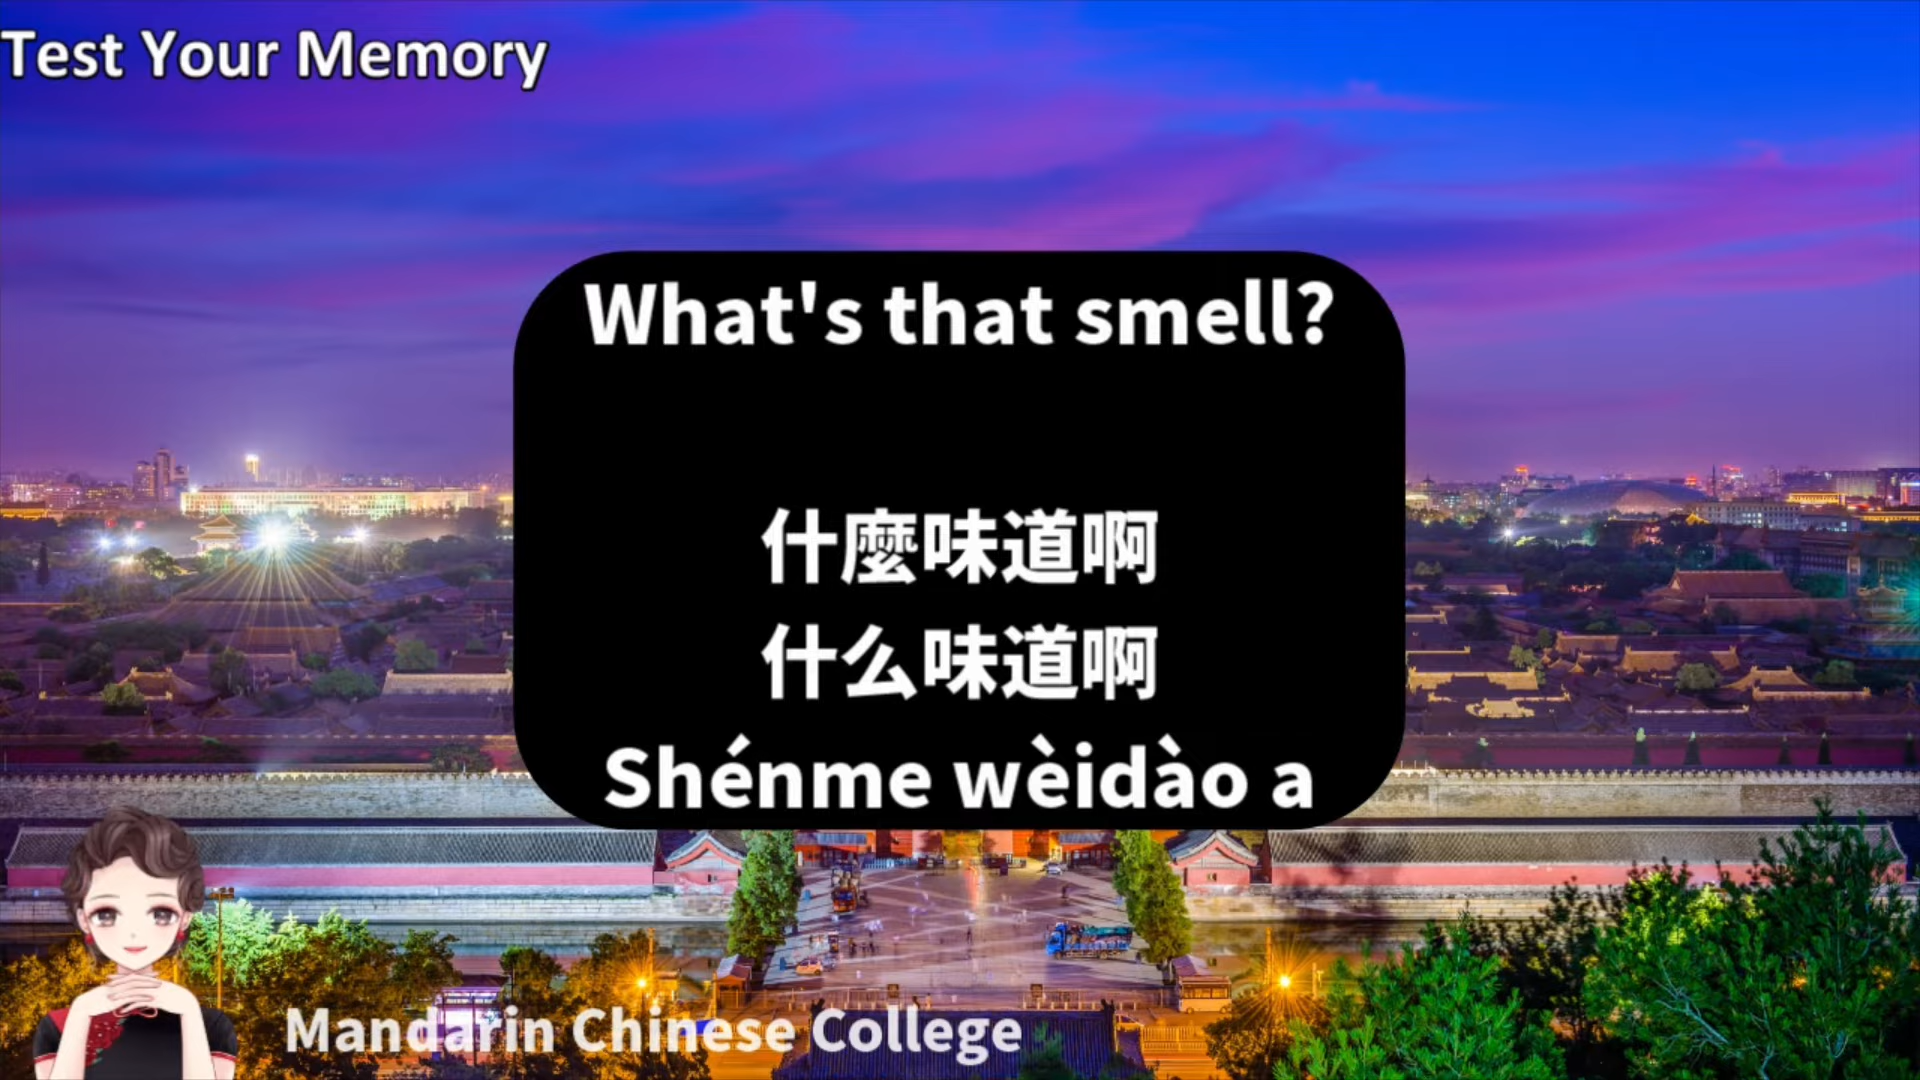 Test Your Memory
What's that smell?
什麼味道啊
什么味道啊
Shénme wèidào a
Mandarin Chinese College